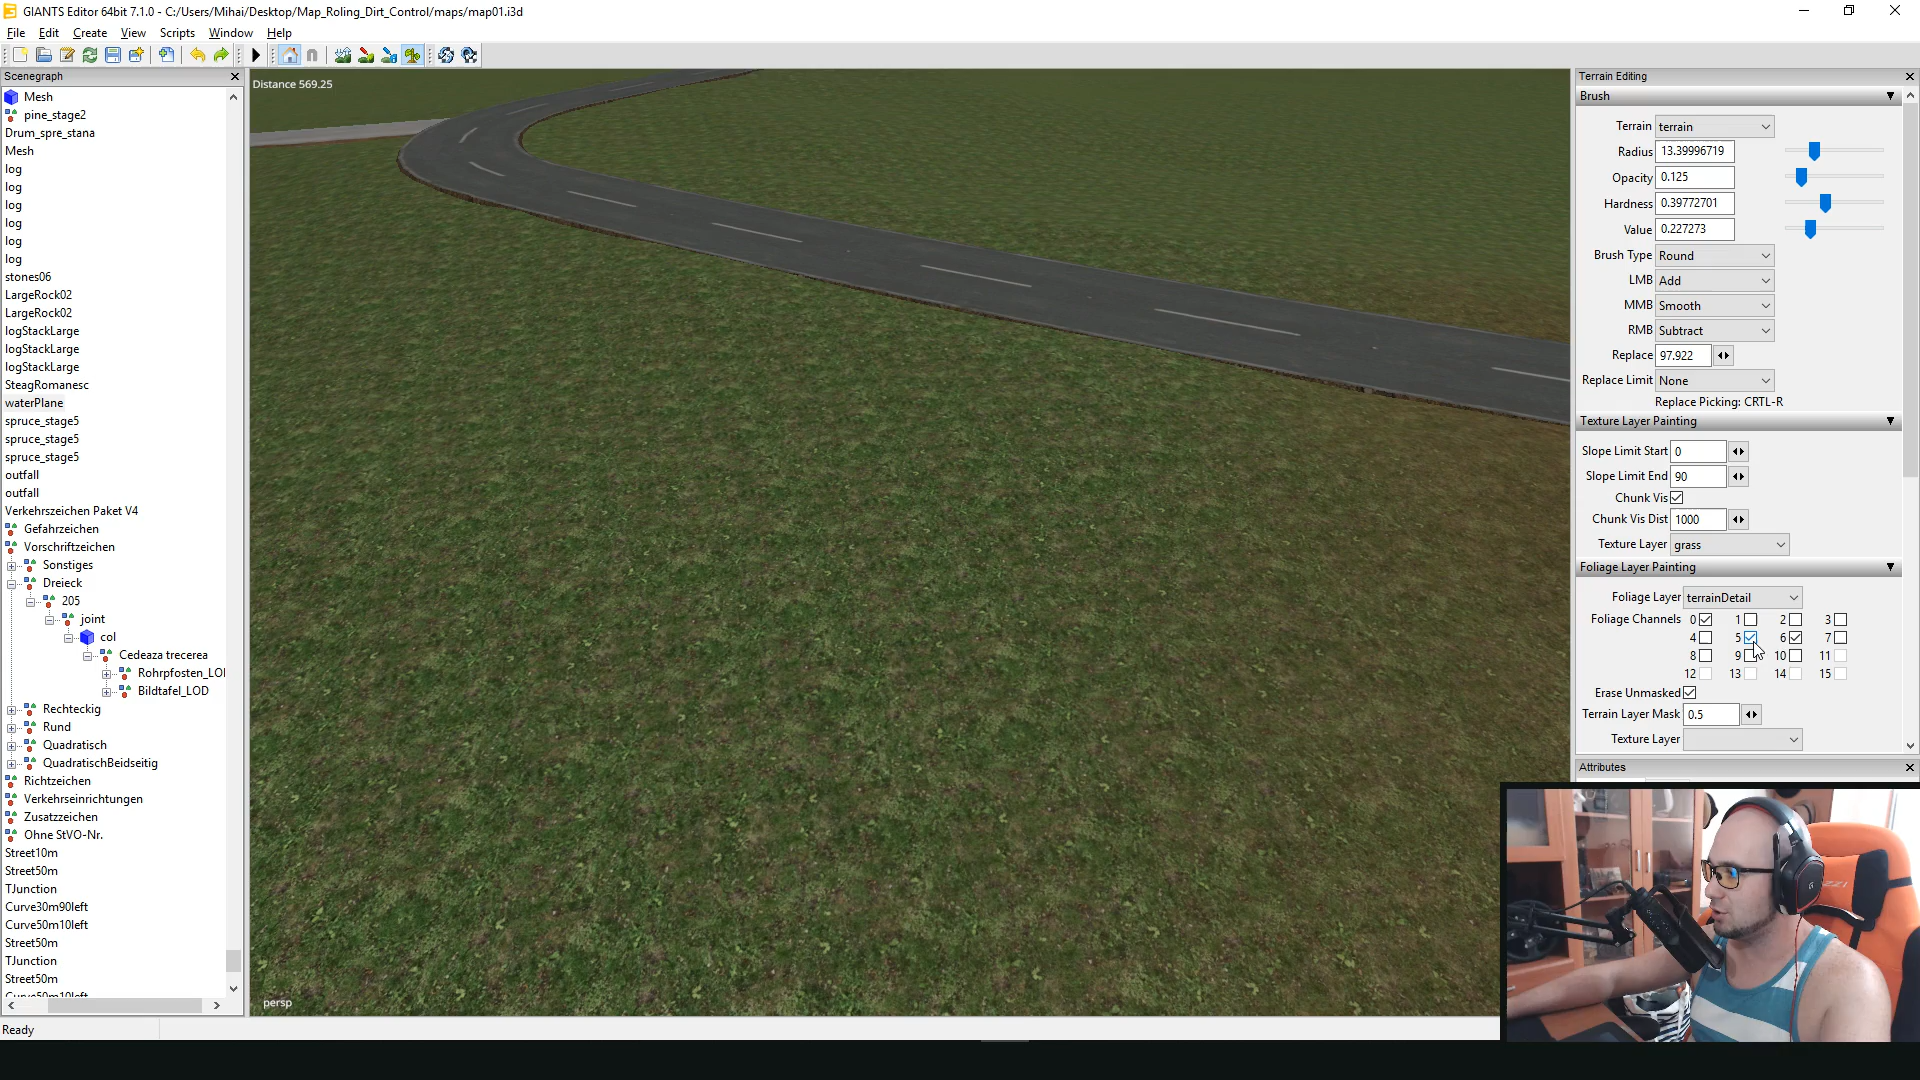 GIANTS Editor 64bit 7.1.0 - C:/Users/Mihai/Desktop/Map_Roling_Dirt_Control/maps/map01.i3d
File Edit Create View Scripts Window Help
Scenegraph
Mesh
pine_stage2
Drum_spre_stana
Mesh
log
log
log
log
log
log
stones06
LargeRock02
LargeRock02
logStackLarge
logStackLarge
logStackLarge
SteagRomanesc
waterPlane
spruce_stage5
spruce_stage5
spruce_stage5
outfall
outfall
Verkehrszeichen Paket V4
Gefahrzeichen
Vorschriftzeichen
Sonstiges
Dreieck
205
joint
col
Cedeaza trecerea
Rohrpfosten_LO
Bildtafel_LOD
Rechteckig
Rund
Quadratisch
QuadratischBeidseitig
Richtzeichen
Verkehrseinrichtungen
Zusatzzeichen
Ohne StVO-Nr.
Street10m
Street50m
TJunction
Curve30m90left
Curve50m10left
Street50m
TJunction
Street50m
Curve50m10left
Ready
Distance 569.25
persp
Terrain Editing
Brush
Terrain terrain
Radius 13.39996719
Opacity 0.125
Hardness 0.39772701
Value 0.227273
Brush Type Round
LMB Add
MMB Smooth
RMB Subtract
Replace 97.922
Replace Limit None
Replace Picking: CRTL-R
Texture Layer Painting
Slope Limit Start 0
Slope Limit End 90
Chunk Vis
Chunk Vis Dist 1000
Texture Layer grass
Foliage Layer Painting
Foliage Layer terrainDetail
Foliage Channels 0 1 2 3
4 5 6 7
8 9 10 11
12 13 14 15
Erase Unmasked
Terrain Layer Mask 0.5
Texture Layer
Attributes